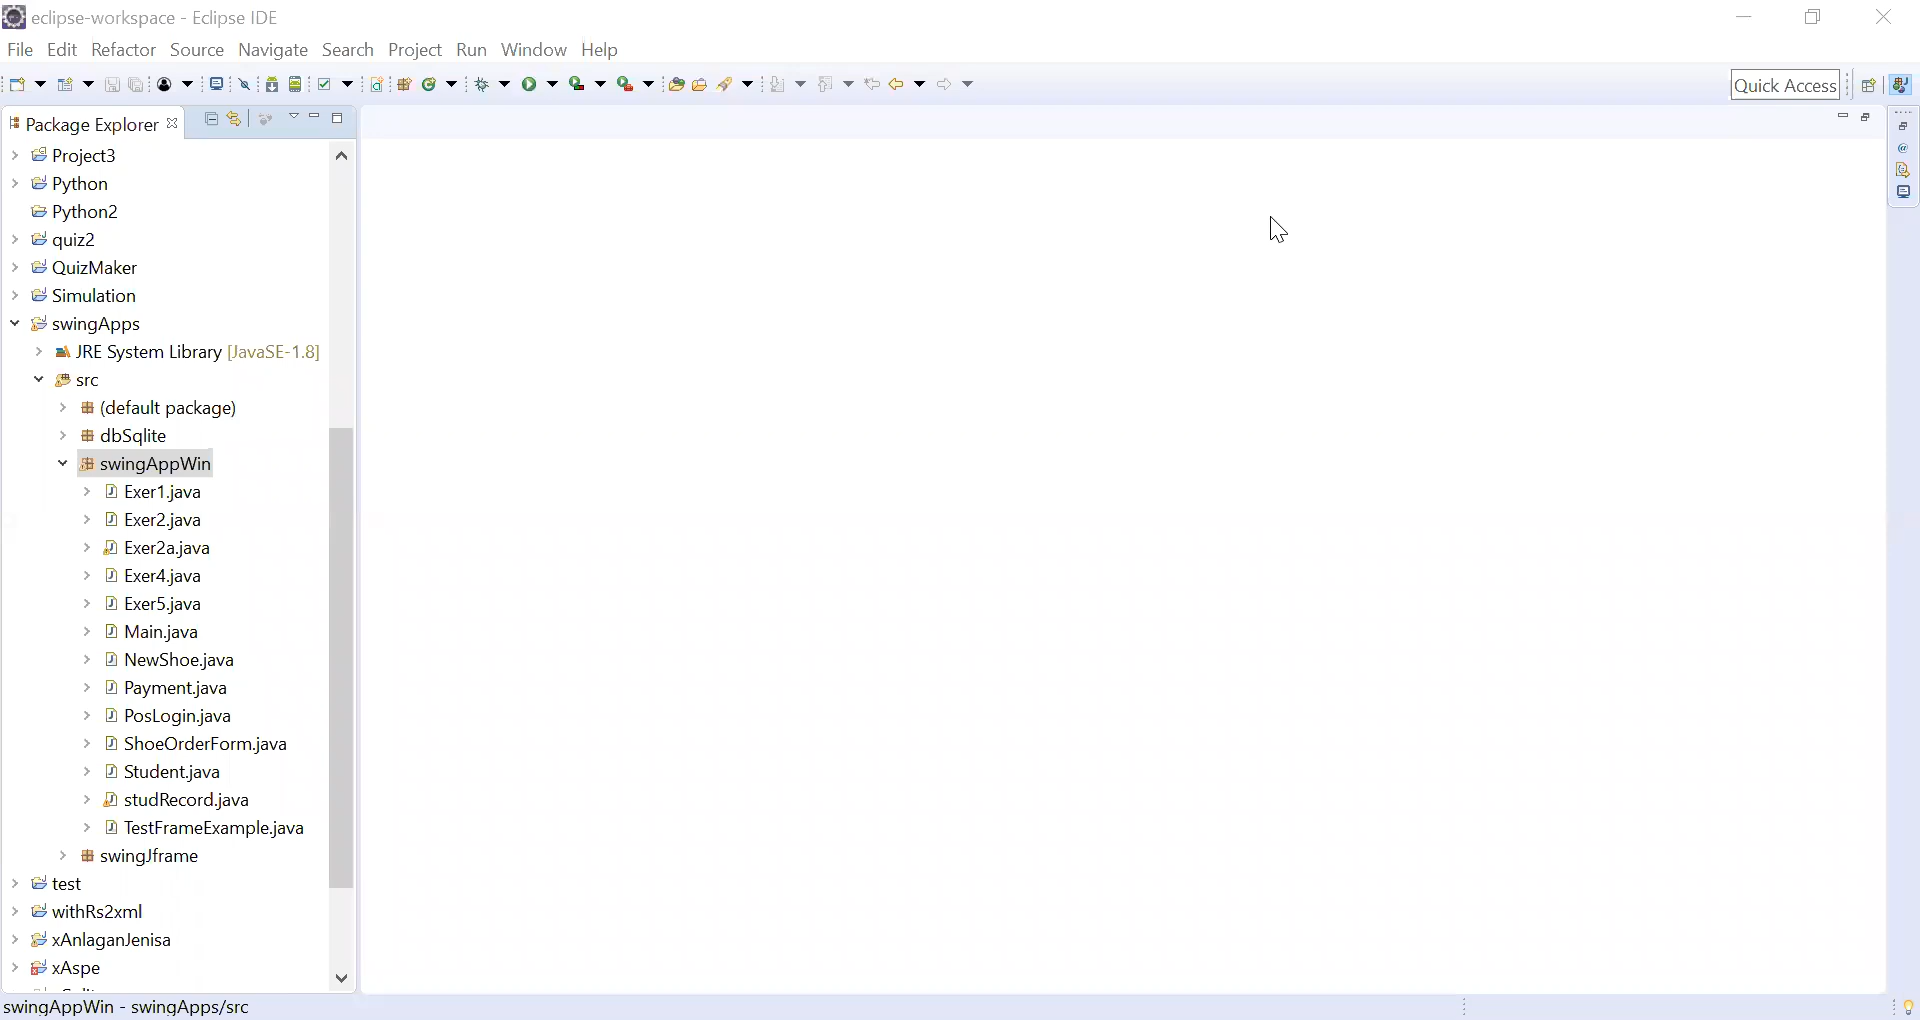 eclipse-workspace - Eclipse IDE
File Edit Refactor Source Navigate Search Project Run Window Help
Quick Access
Package Explorer
Project3
Python
Python2
quiz2
QuizMaker
Simulation
swingApps
JRE System Library [JavaSE-1.8]
src
(default package)
dbSqlite
swingAppWin
Exer1.java
Exer2.java
Exer2a.java
Exer4.java
Exer5.java
Main.java
NewShoe.java
Payment.java
PosLogin.java
ShoeOrderForm.java
Student.java
studRecord.java
TestFrameExample.java
swingJframe
test
withRs2xml
xAnlaganJenisa
xAspe
swingAppWin - swingApps/src